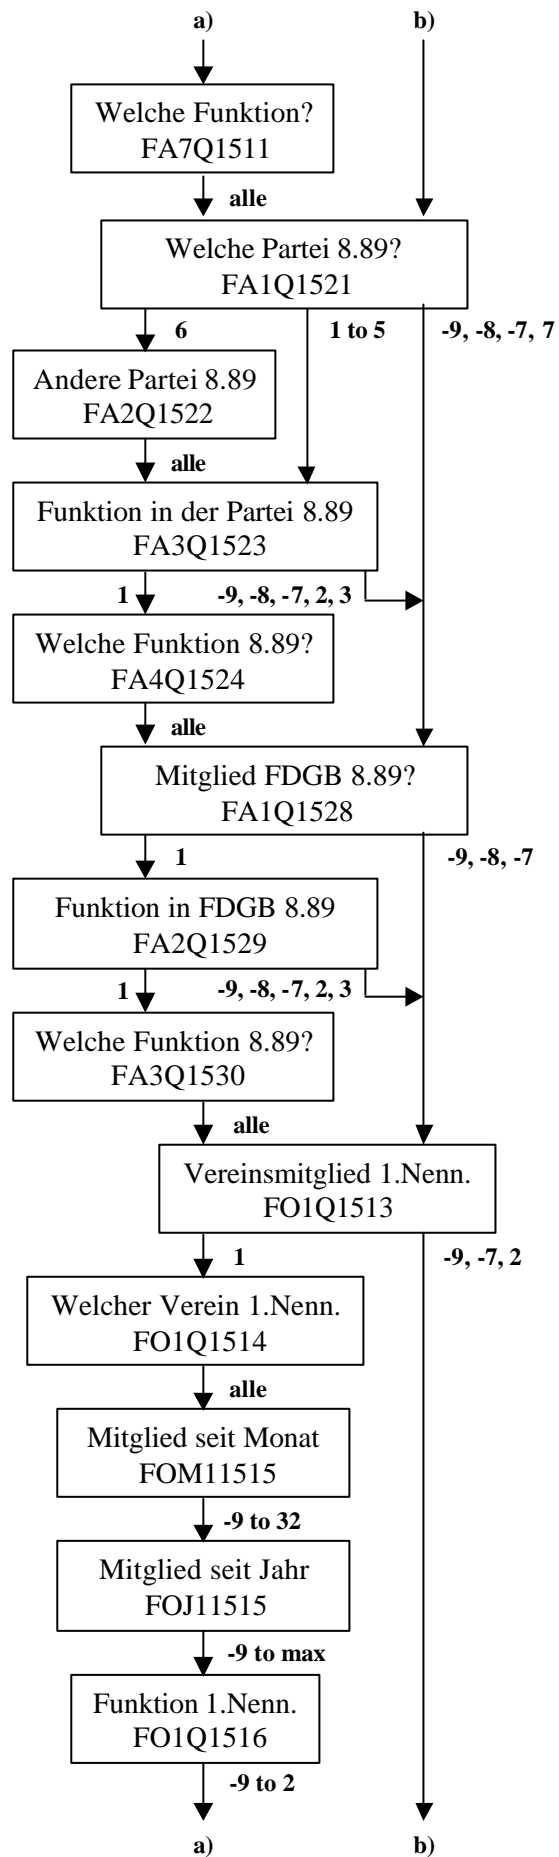 a) b)
Welche Funktion?
FA7Q1511
alle
Welche Partei 8.89?
FA1Q1521
6 1 to 5 -9, -8, -7, 7
Andere Partei 8.89
FA2Q1522
alle
Funktion in der Partei 8.89
FA3Q1523
1 -9, -8, -7, 2, 3
Welche Funktion 8.89?
FA4Q1524
alle
Mitglied FDGB 8.89?
FA1Q1528
1 -9, -8, -7
Funktion in FDGB 8.89
FA2Q1529
1 -9, -8, -7, 2, 3
Welche Funktion 8.89?
FA3Q1530
alle
Vereinsmitglied 1.Nenn.
FO1Q1513
1 -9, -7, 2
Welcher Verein 1.Nenn.
FO1Q1514
alle
Mitglied seit Monat
FOM11515
-9 to 32
Mitglied seit Jahr
FOJ11515
-9 to max
Funktion 1.Nenn.
FO1Q1516
-9 to 2
a) b)